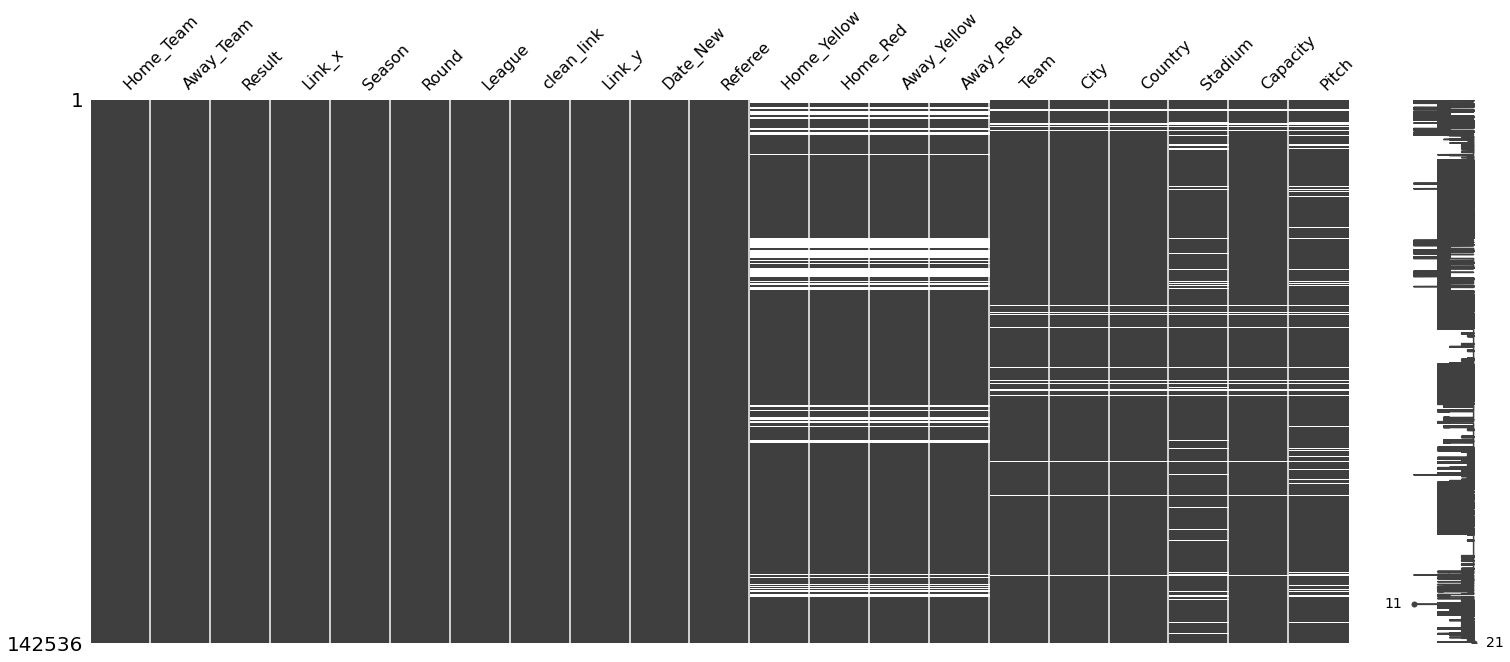 Home_Team
Away_Team
Result
Link_x
Season
Round
League
clean_link
Link_y
Date_New
Referee
Home_Yellow
Home_Red
Away_Yellow
Away_Red
Team
City
Country
Stadium
Capacity
Pitch
1
11
142536
21